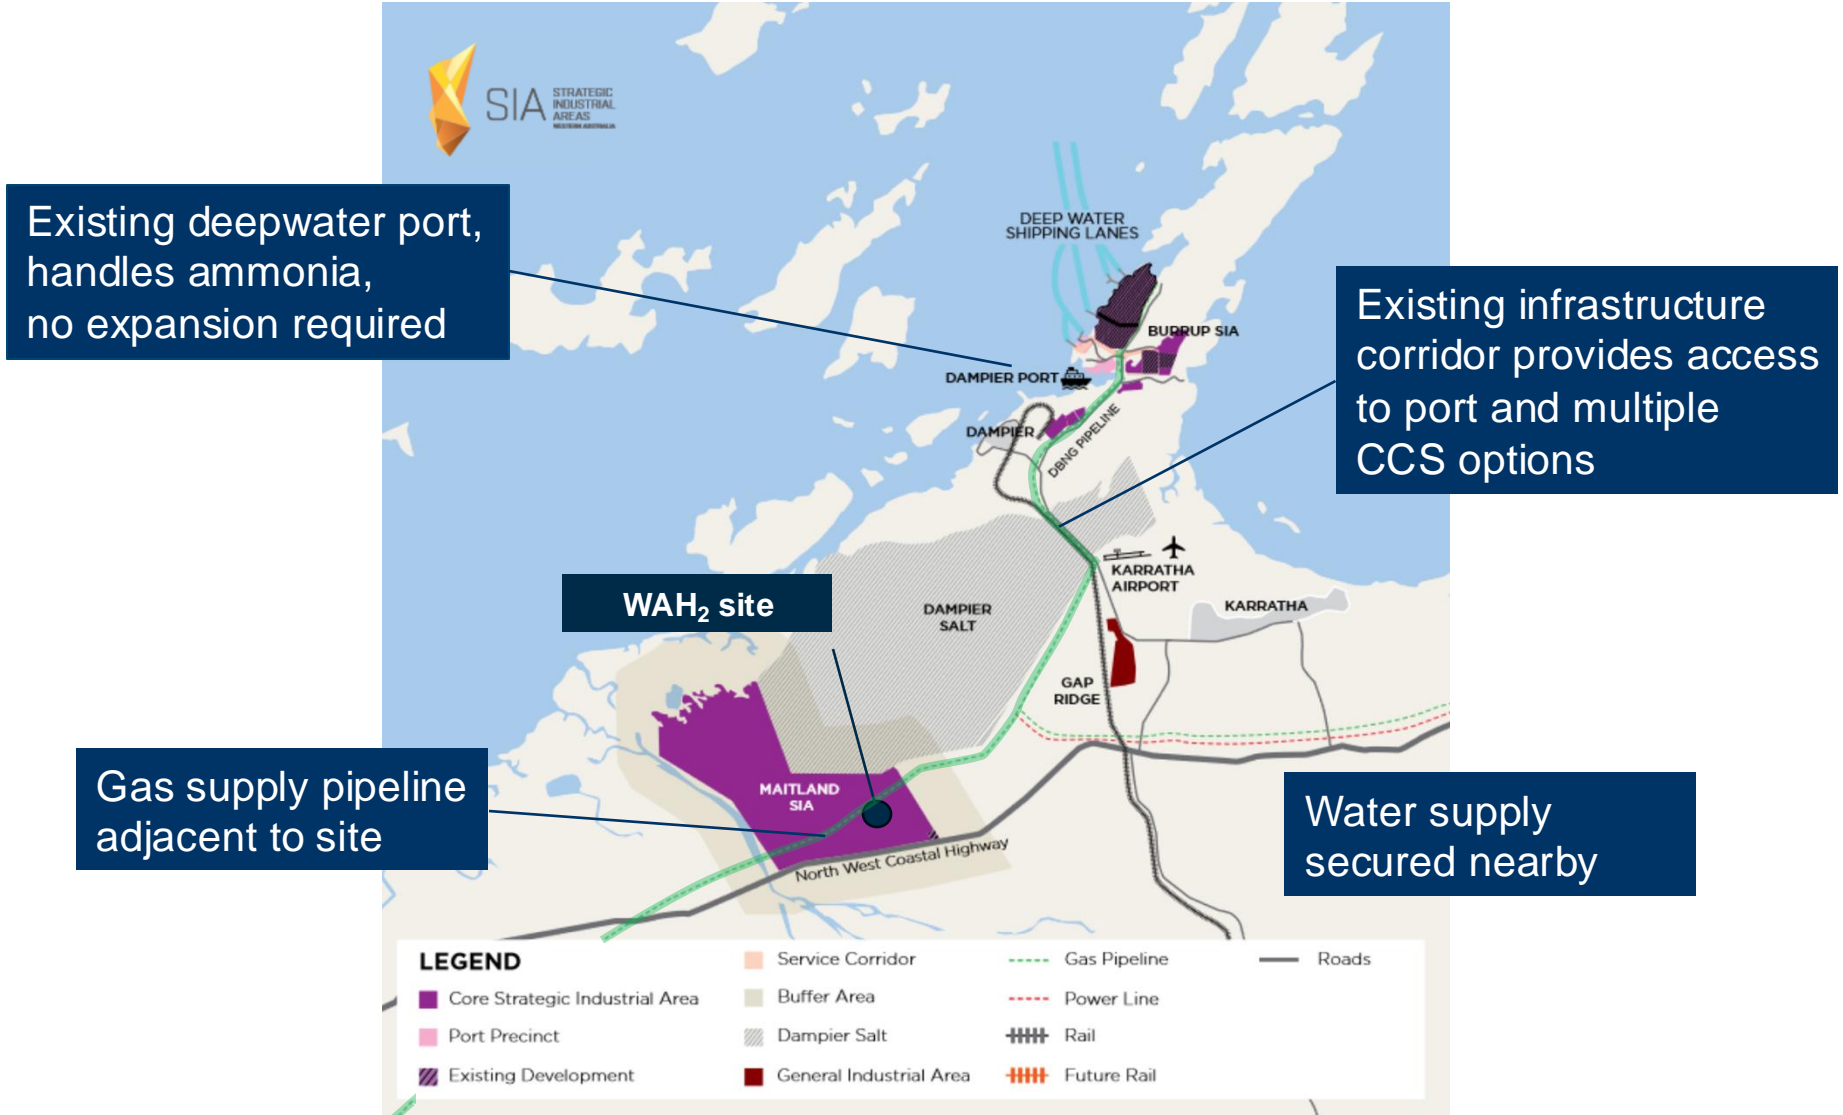 SIA
STRATEGIC
INDUSTRIAL
AREAS
WESTERN AUSTRALIA
Existing deepwater port,
handles ammonia,
no expansion required
DEEP WATER
SHIPPING LANES
Existing infrastructure
corridor provides access
to port and multiple
CCS options
BURRUP SIA
DAMPIER PORT
DAMPIER
DBNG PIPELINE
KARRATHA
AIRPORT
KARRATHA
WAH₂ site
DAMPIER
SALT
GAP
RIDGE
Gas supply pipeline
adjacent to site
MAITLAND
SIA
North West Coastal Highway
Water supply
secured nearby
LEGEND
Core Strategic Industrial Area
Port Precinct
Existing Development
Service Corridor
Buffer Area
Dampier Salt
General Industrial Area
Gas Pipeline
Power Line
Rail
Future Rail
Roads